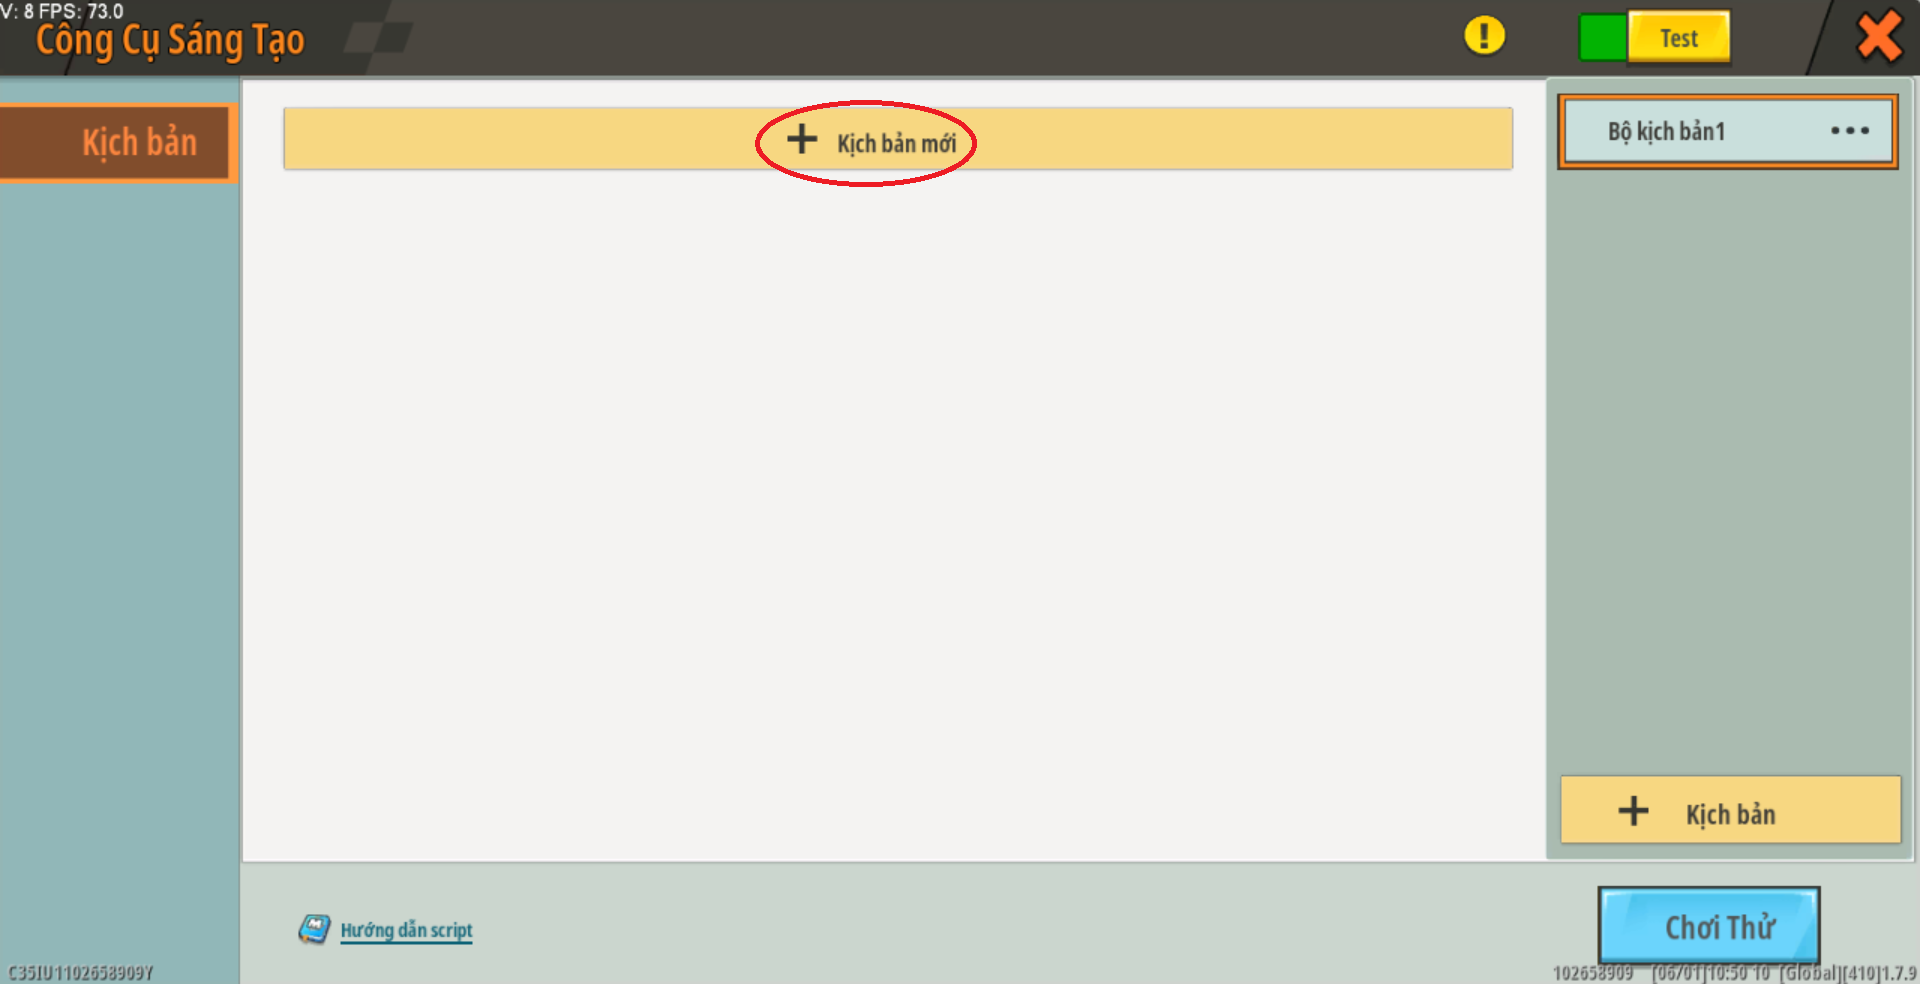 V: 8 FPS: 73.0
Công Cụ Sáng Tạo
!
Test
Kịch bản
+ Kịch bản mới
Bộ kịch bản1
+ Kịch bản
Hướng dẫn script
Chơi Thử
C35IU1102658909Y
102658909 [06/01]10:50 10 [Global][410]1.7.9